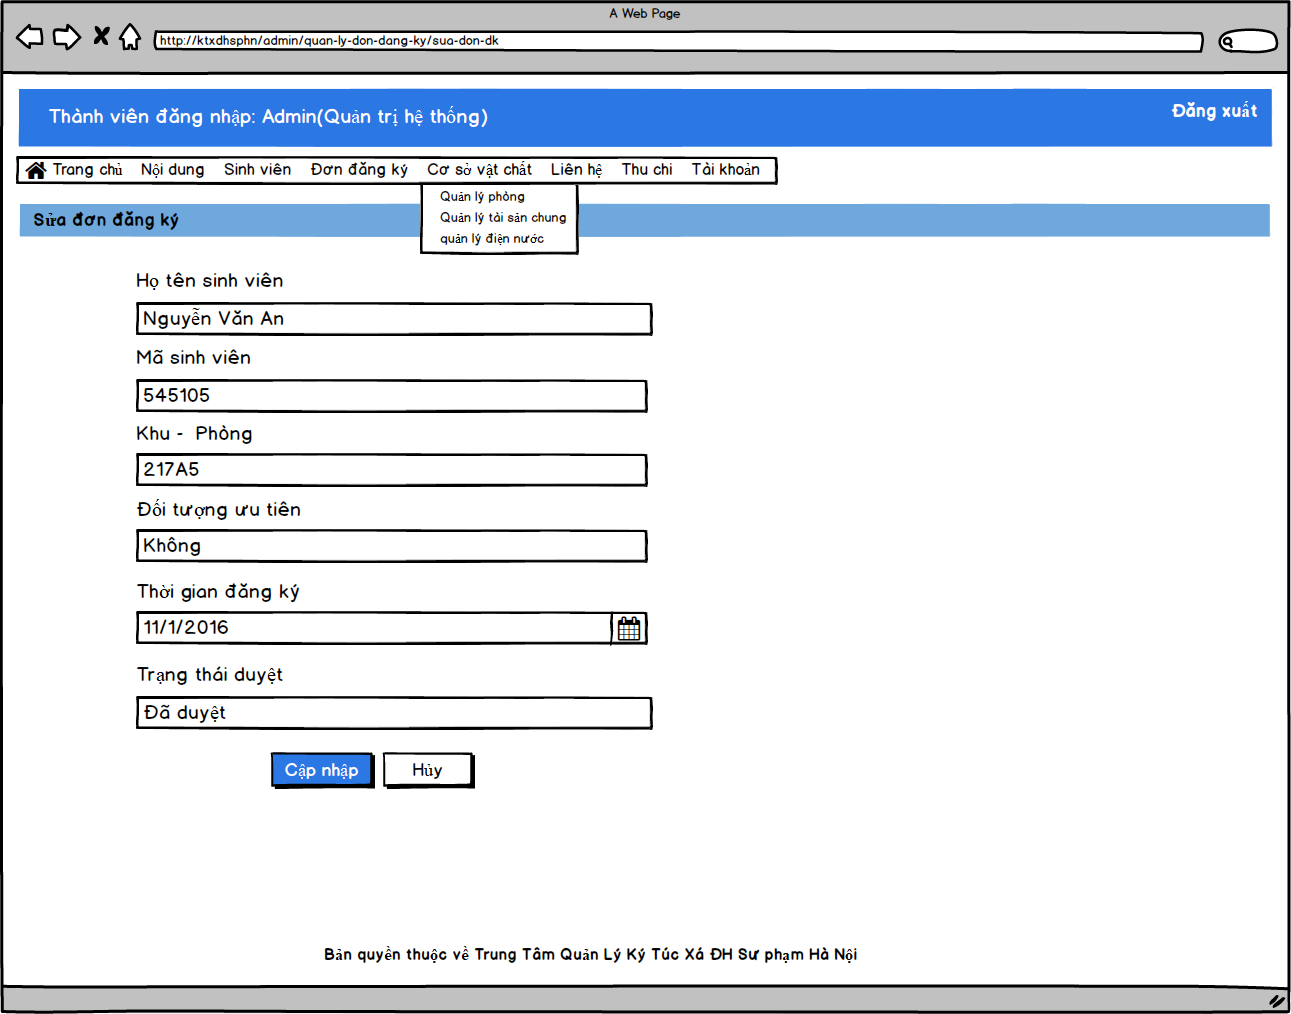 A Web Page
http://ktxdhsphn/admin/quan-ly-don-dang-ky/sua-don-dk
Thành viên đăng nhập: Admin(Quản trị hệ thống)
Đăng xuất
Trang chủ Nội dung Sinh viên Đơn đăng ký Cơ sở vật chất Liên hệ Thu chi Tài khoản
Quản lý phòng
Quản lý tài sản chung
quản lý điện nước
Sửa đơn đăng ký
Họ tên sinh viên
Nguyễn Văn An
Mã sinh viên
545105
Khu - Phòng
217A5
Đối tượng ưu tiên
Không
Thời gian đăng ký
11/1/2016
Trạng thái duyệt
Đã duyệt
Cập nhập
Hủy
Bản quyền thuộc về Trung Tâm Quản Lý Ký Túc Xá ĐH Sư phạm Hà Nội